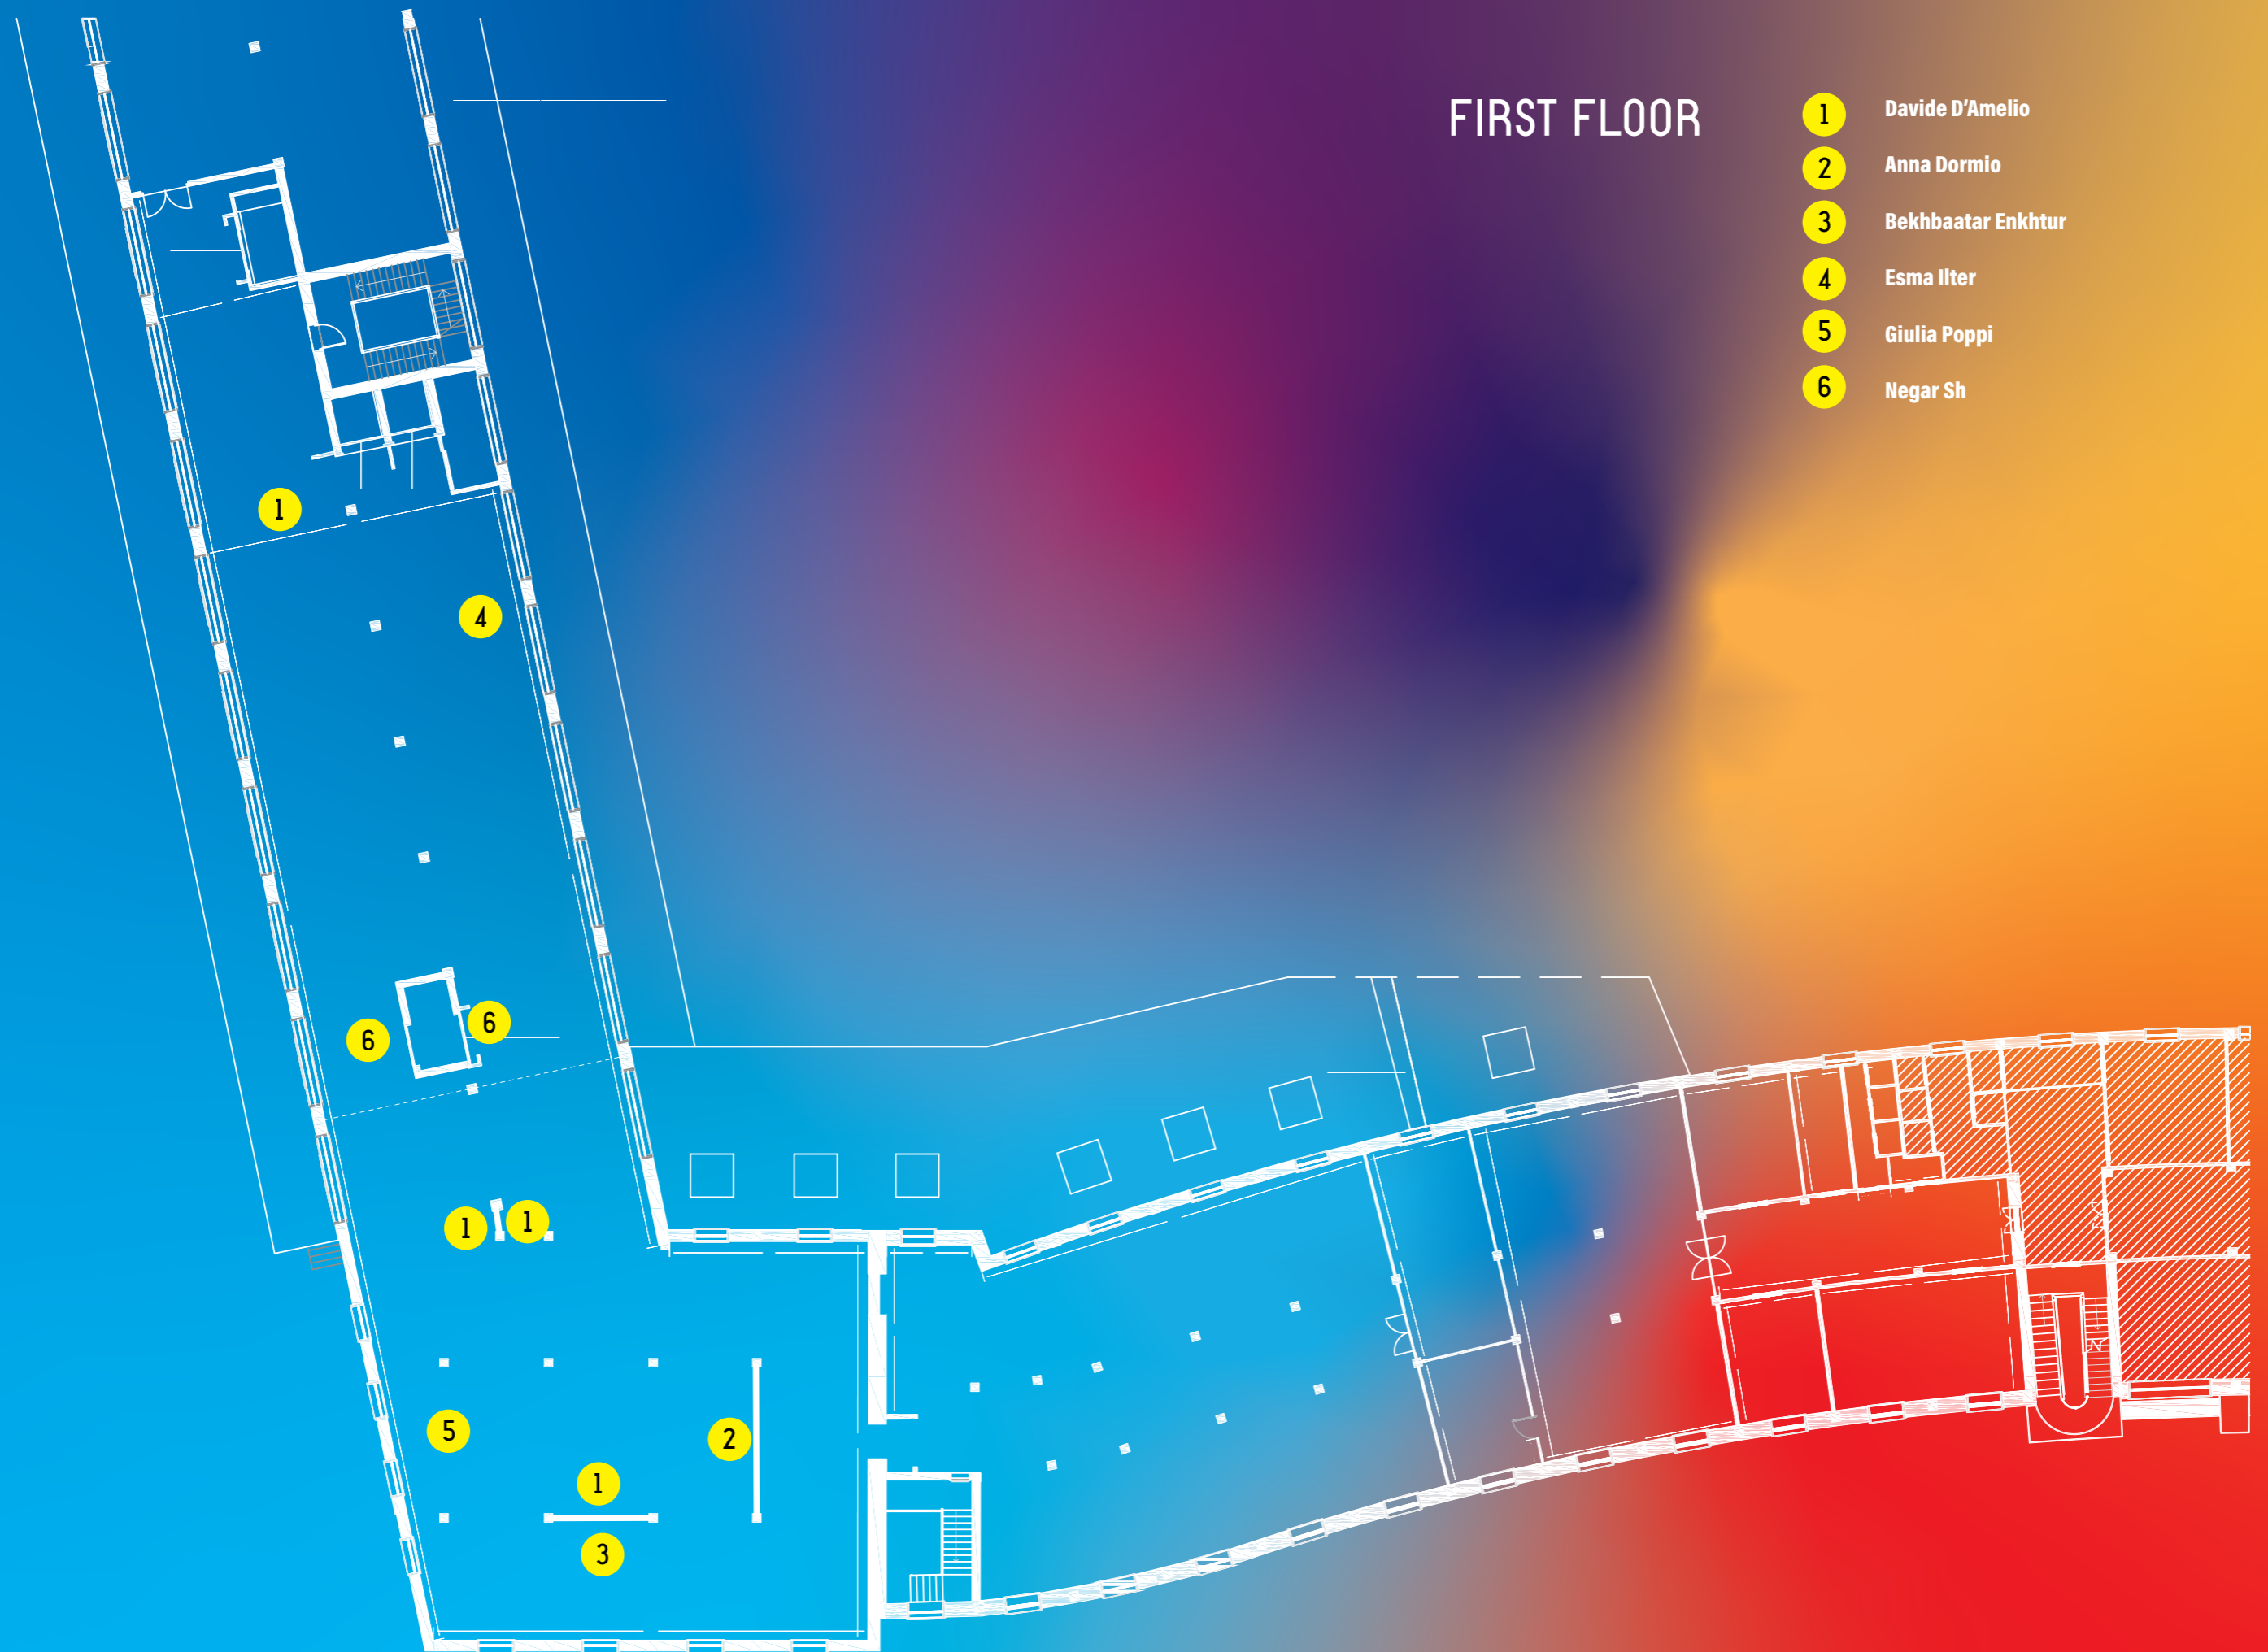 FIRST FLOOR
1 Davide D'Amelio
2 Anna Dormio
3 Bekhbaatar Enkhtur
4 Esma Ilter
5 Giulia Poppi
6 Negar Sh
1
4
6
6
1
1
5
2
1
3